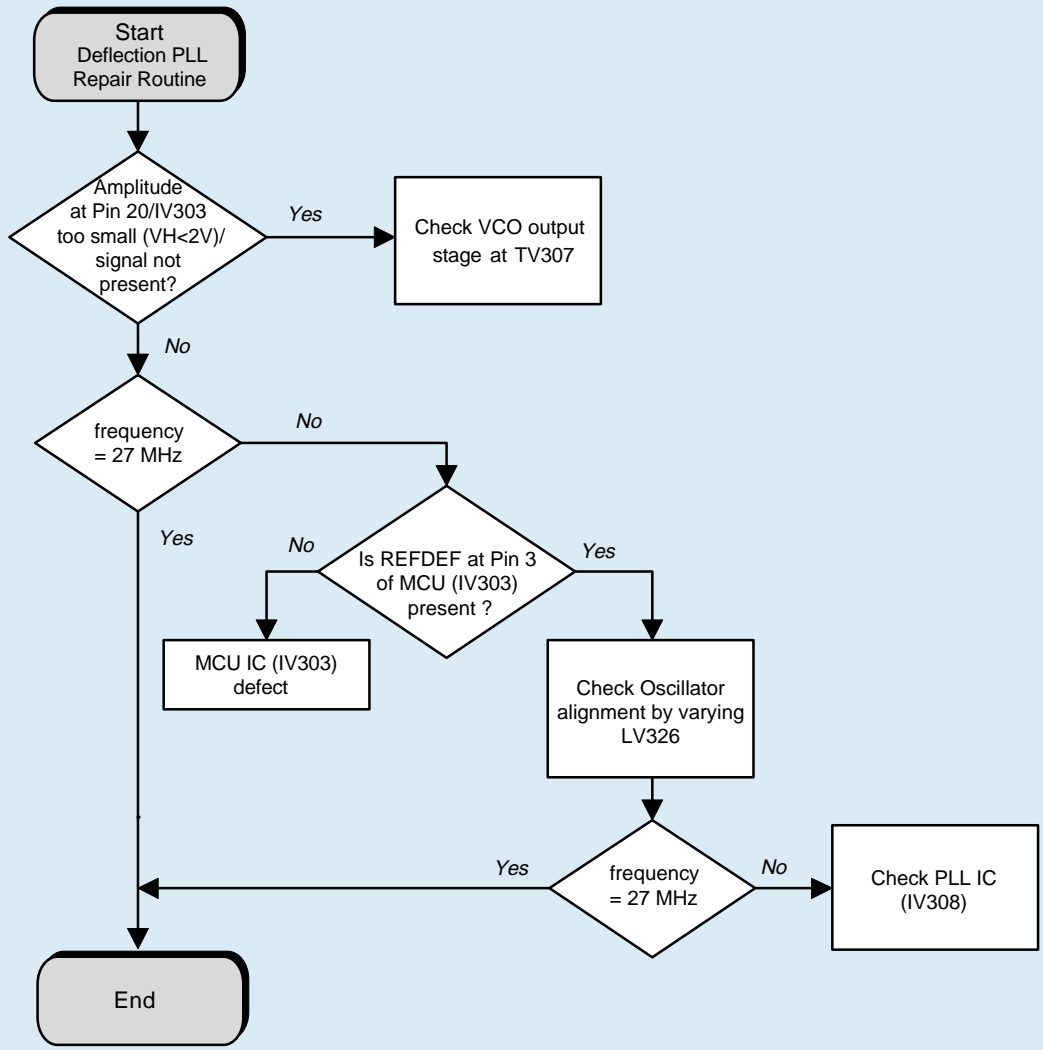 Start
Deflection PLL
Repair Routine
Amplitude
at Pin 20/IV303
too small (VH<2V)/
signal not
present?
Yes
Check VCO output
stage at TV307
No
frequency
= 27 MHz
No
Yes
Is REFDEF at Pin 3
of MCU (IV303)
present ?
No
Yes
MCU IC (IV303)
defect
Check Oscillator
alignment by varying
LV326
frequency
= 27 MHz
Yes
No
Check PLL IC
(IV308)
End